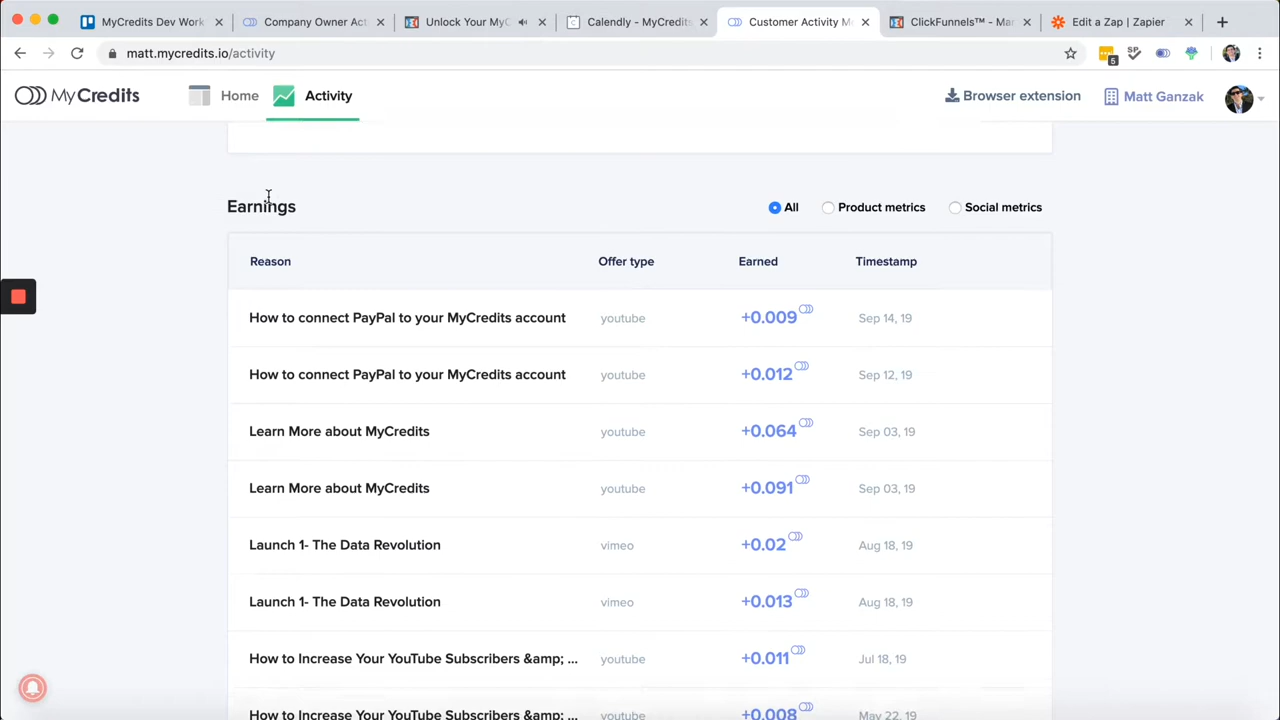 MyCredits Dev Work
Company Owner Act
Unlock Your MyC
Calendly - MyCredits
Customer Activity M
ClickFunnels™ - Mar
Edit a Zap | Zapier
matt.mycredits.io/activity
SP
5
MyCredits
Home
Activity
Browser extension
Matt Ganzak
Earnings
All
Product metrics
Social metrics
Reason
Offer type
Earned
Timestamp
How to connect PayPal to your MyCredits account
youtube
+0.009
Sep 14, 19
How to connect PayPal to your MyCredits account
youtube
+0.012
Sep 12, 19
Learn More about MyCredits
youtube
+0.064
Sep 03, 19
Learn More about MyCredits
youtube
+0.091
Sep 03, 19
Launch 1- The Data Revolution
vimeo
+0.02
Aug 18, 19
Launch 1- The Data Revolution
vimeo
+0.013
Aug 18, 19
How to Increase Your YouTube Subscribers &amp; ...
youtube
+0.011
Jul 18, 19
How to Increase Your YouTube Subscribers &amp; ...
youtube
+0.008
May 22, 19